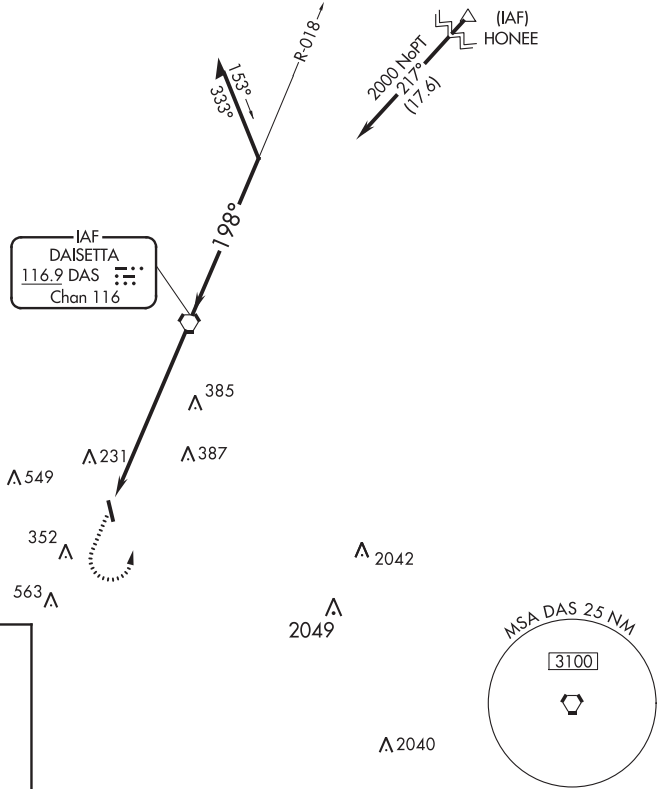 (IAF)
HONEE
2000 NoPT
217°
(17.6)
R-018
153°
333°
198°
IAF
DAISETTA
116.9 DAS
Chan 116
385
231
387
549
352
563
2042
2049
2040
MSA DAS 25 NM
3100